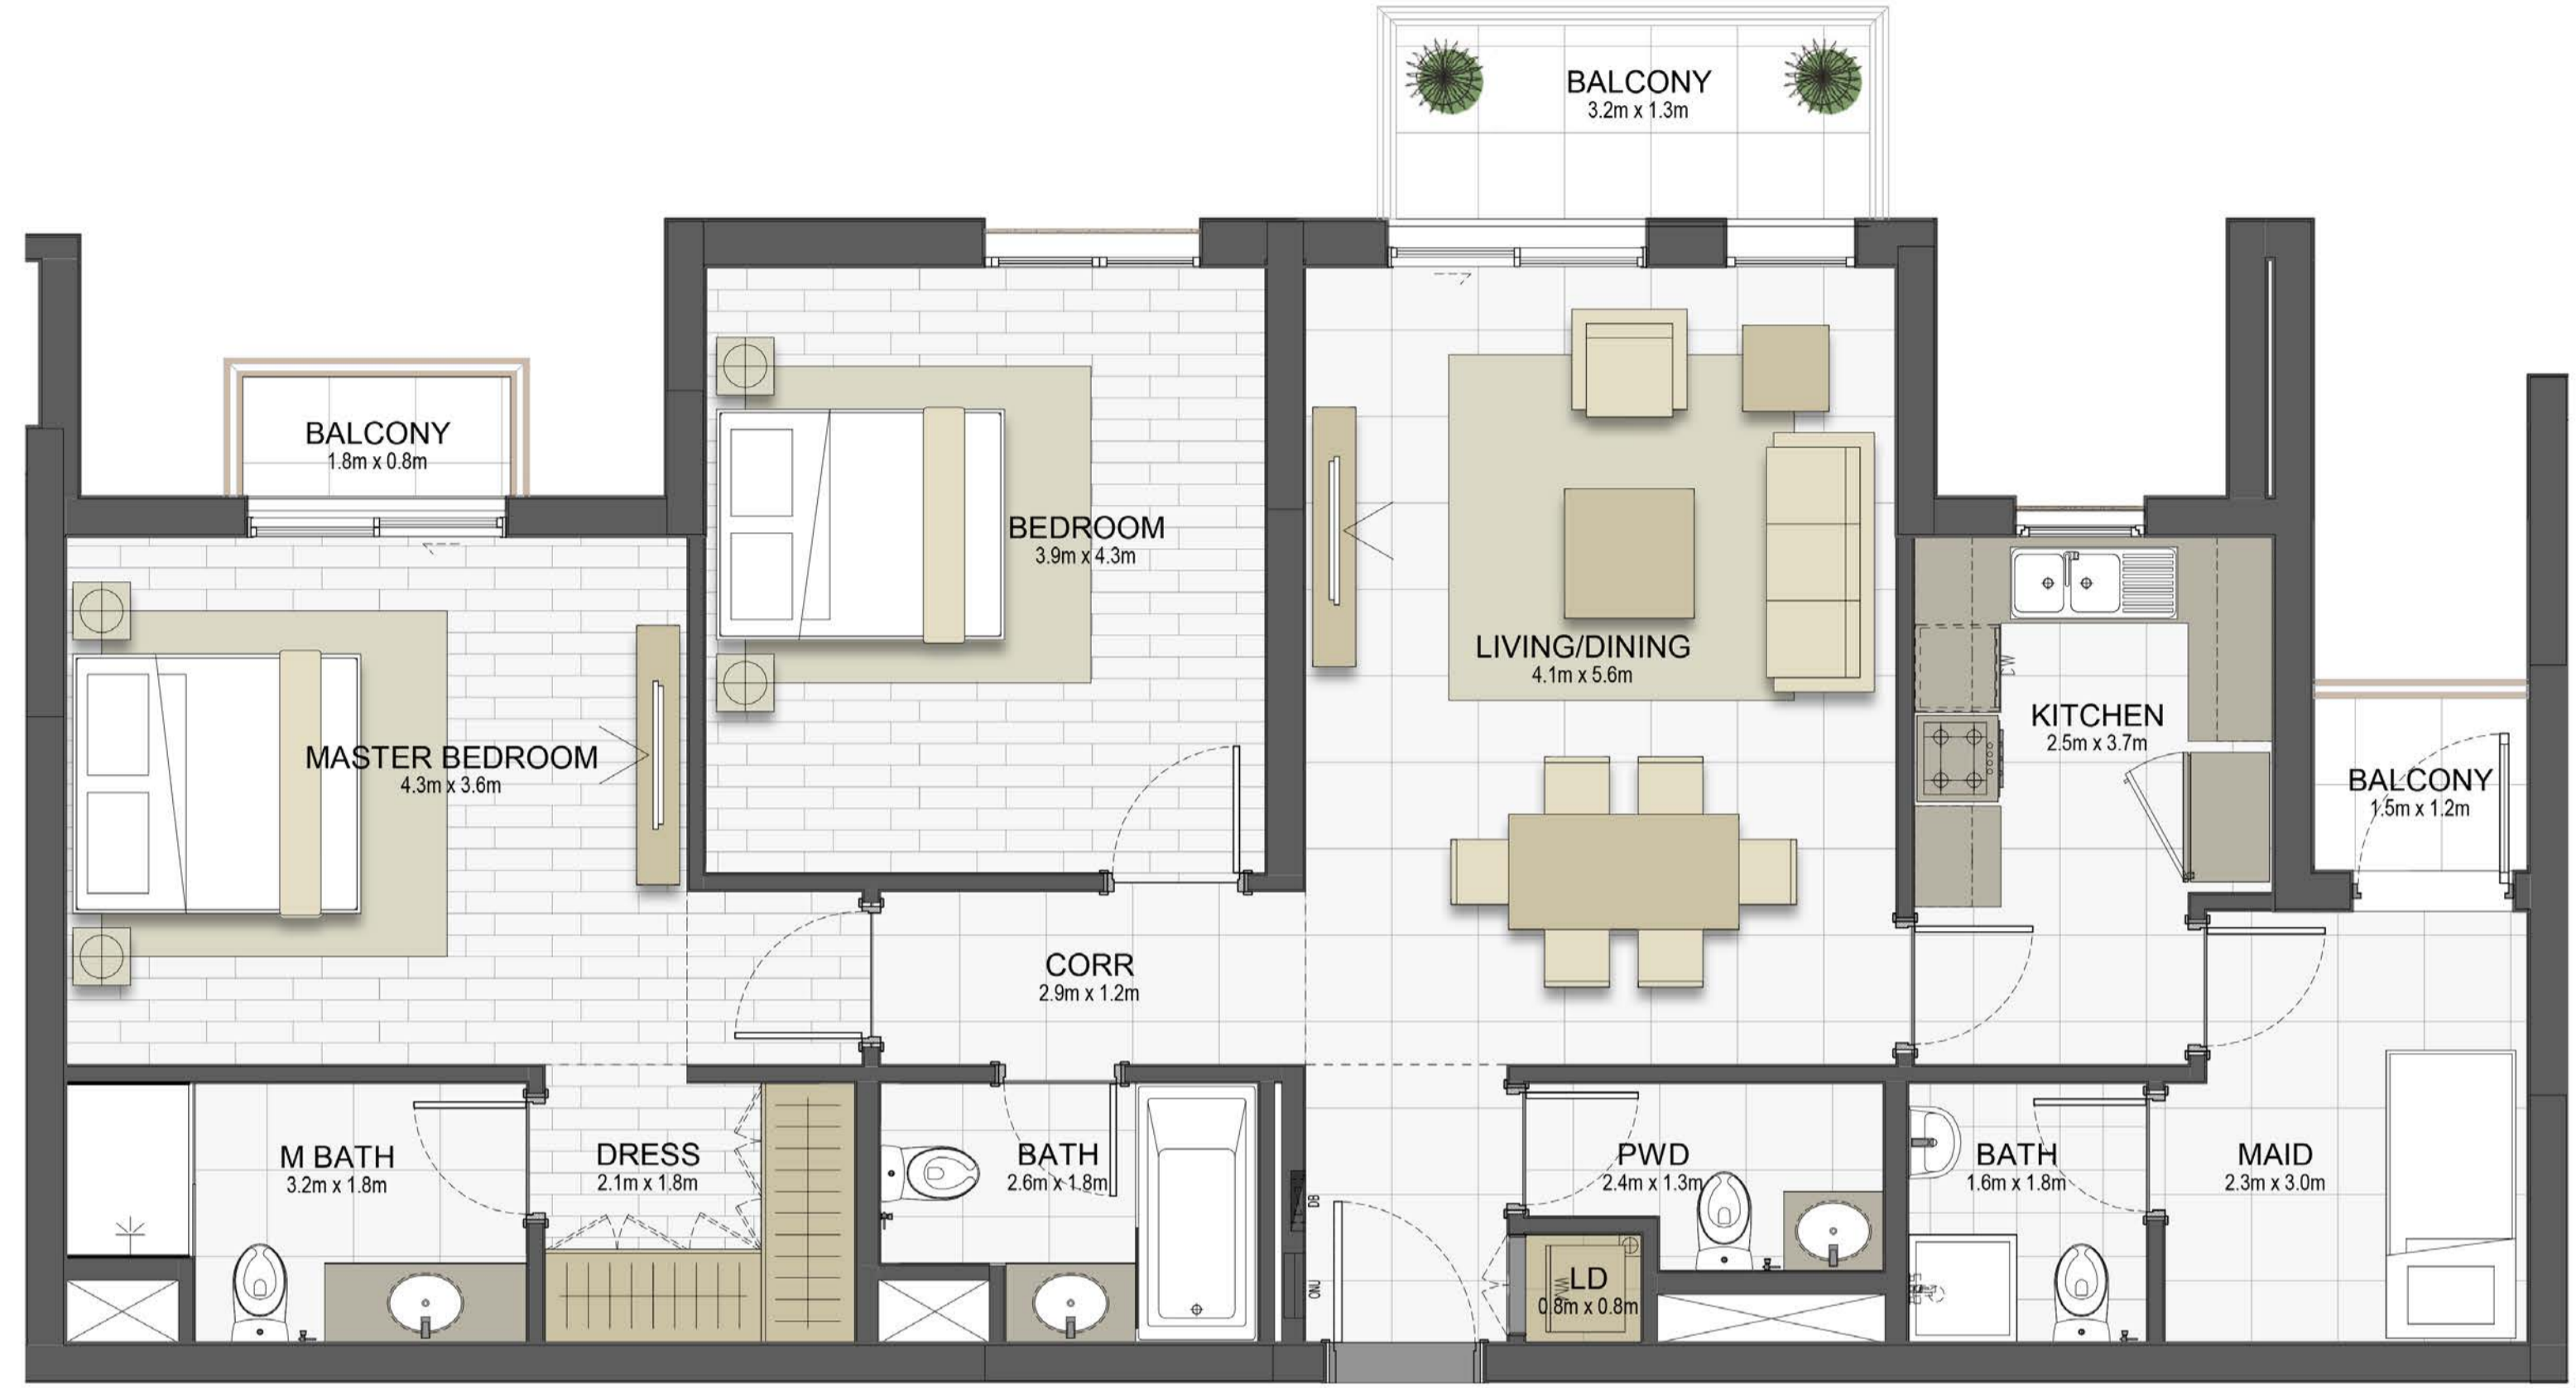 BALCONY
3.2m x 1.3m
BALCONY
1.8m x 0.8m
BEDROOM
3.9m x 4.3m
LIVING/DINING
4.1m x 5.6m
DW
KITCHEN
2.5m x 3.7m
MASTER BEDROOM
4.3m x 3.6m
BALCONY
1.5m x 1.2m
CORR
2.9m x 1.2m
M BATH
3.2m x 1.8m
DRESS
2.1m x 1.8m
BATH
2.6m x 1.8m
DB
ONU
PWD
2.4m x 1.3m
BATH
1.6m x 1.8m
MAID
2.3m x 3.0m
LD
WM
0.8m x 0.8m